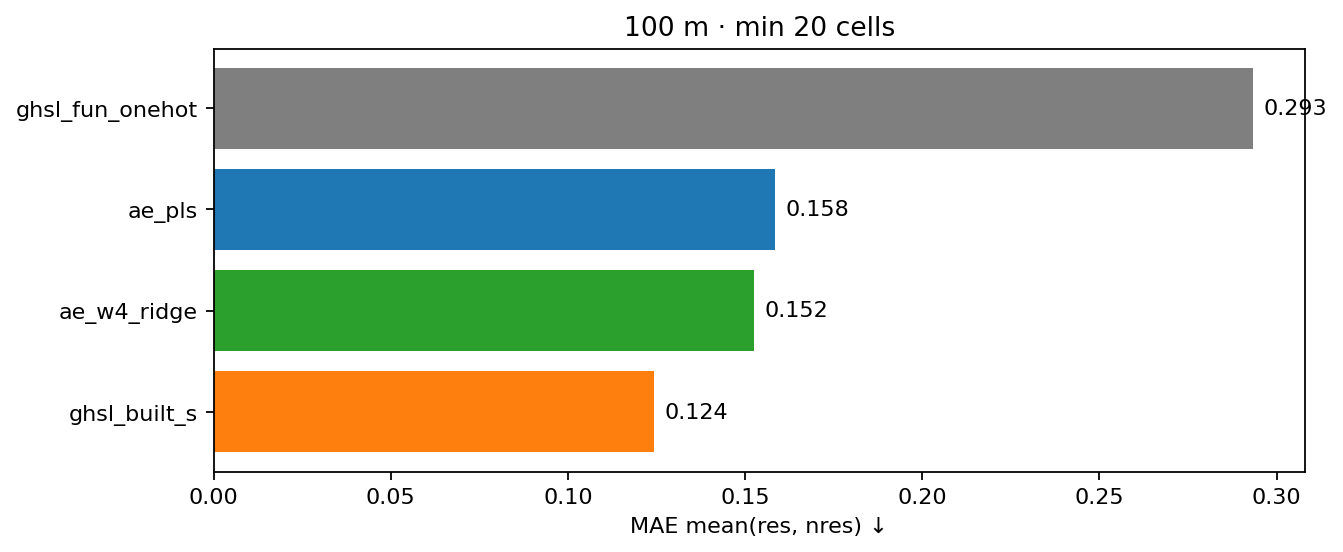 100 m · min 20 cells
ghsl_fun_onehot
0.293
ae_pls
0.158
ae_w4_ridge
0.152
ghsl_built_s
0.124
0.00 0.05 0.10 0.15 0.20 0.25 0.30
MAE mean(res, nres) ↓